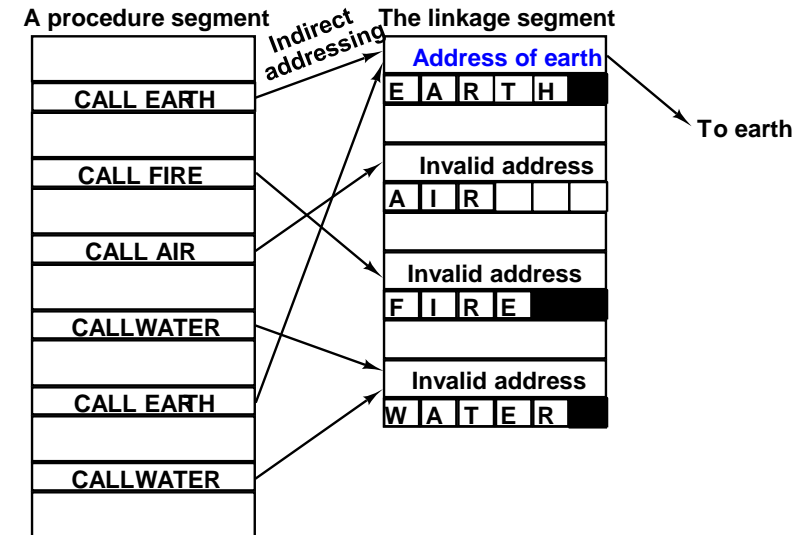 A procedure segment
Indirect
addressing
The linkage segment
CALL EARTH
CALL FIRE
CALL AIR
CALLWATER
CALL EARTH
CALLWATER
Address of earth
E A R T H
Invalid address
A I R
Invalid address
F I R E
Invalid address
W A T E R
To earth